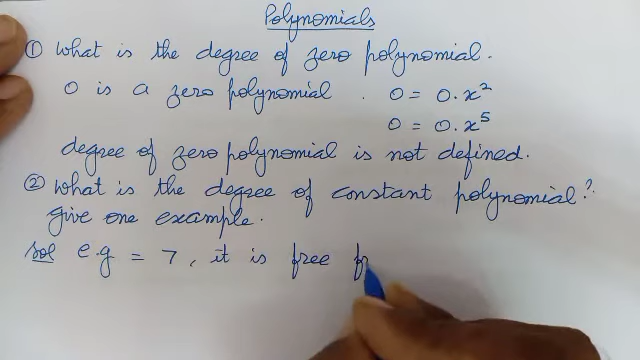 Polynomials
① What is the degree of zero polynomial.
0 is a zero polynomial. 0 = 0.x²
0 = 0.x⁵
degree of zero polynomial is not defined.
② What is the degree of constant polynomial?
give one example.
Sol e.g = 7, it is free f